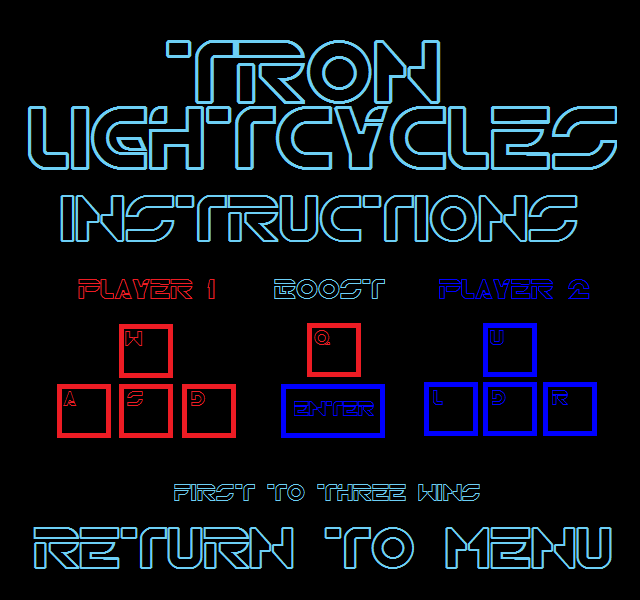 TRON
LIGHTCYCLES
INSTRUCTIONS
PLAYER 1 BOOST PLAYER 2
W Q U
A S D ENTER L D R
FIRST TO THREE WINS
RETURN TO MENU